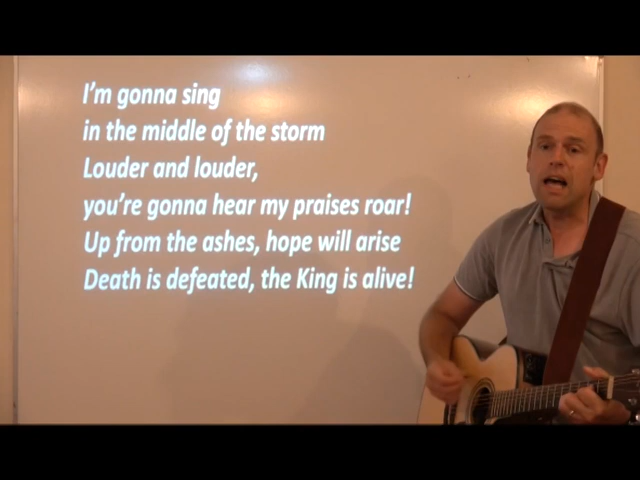 I'm gonna sing
in the middle of the storm
Louder and louder,
you're gonna hear my praises roar!
Up from the ashes, hope will arise
Death is defeated, the King is alive!